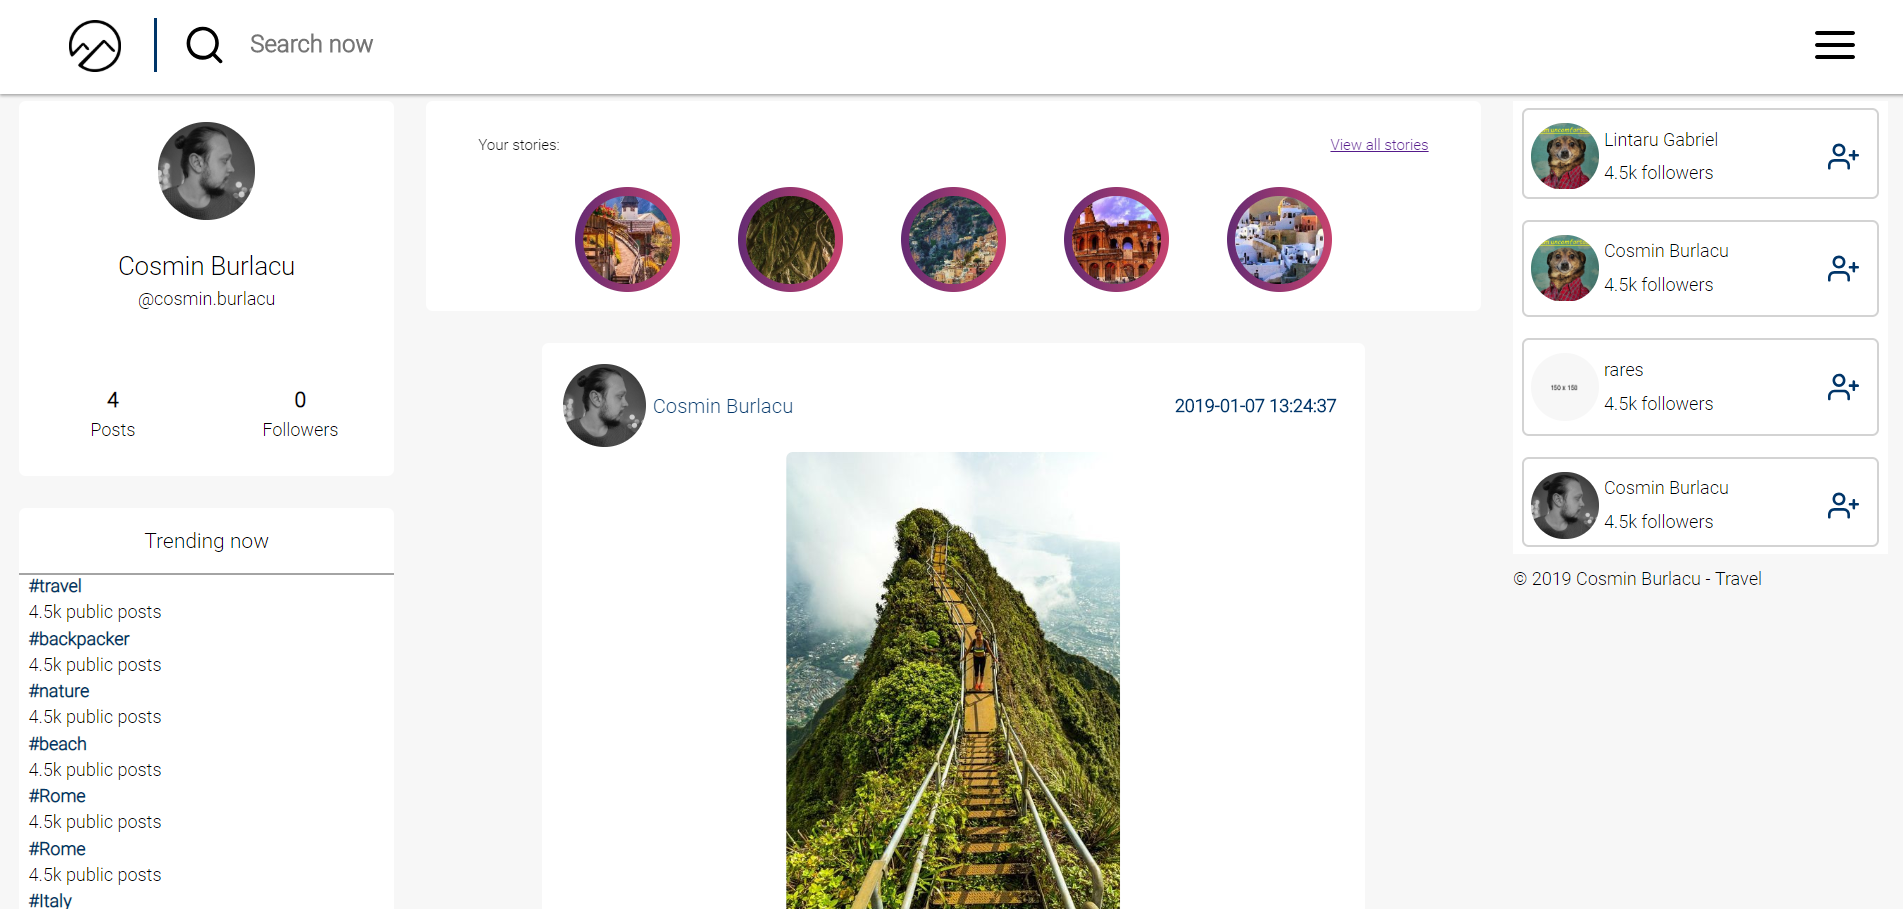 Search now
Cosmin Burlacu
@cosmin.burlacu
4
Posts
0
Followers
Trending now
#travel
4.5k public posts
#backpacker
4.5k public posts
#nature
4.5k public posts
#beach
4.5k public posts
#Rome
4.5k public posts
#Rome
4.5k public posts
#Italy
Your stories:
View all stories
Cosmin Burlacu
2019-01-07 13:24:37
Lintaru Gabriel
4.5k followers
Cosmin Burlacu
4.5k followers
150 x 150
rares
4.5k followers
Cosmin Burlacu
4.5k followers
© 2019 Cosmin Burlacu - Travel